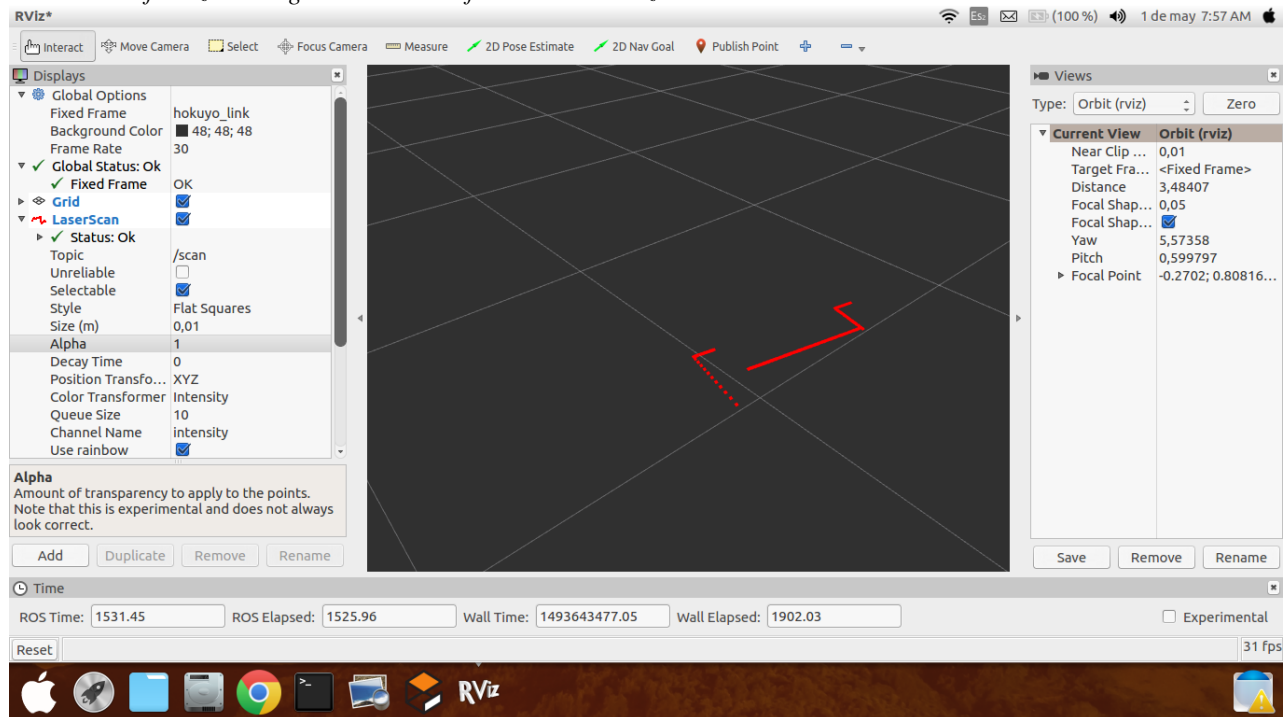 RViz*
Es₂ (100 %) 1 de may 7:57 AM
Interact Move Camera Select Focus Camera Measure 2D Pose Estimate 2D Nav Goal Publish Point
Displays
Global Options
Fixed Frame hokuyo_link
Background Color 48; 48; 48
Frame Rate 30
Global Status: Ok
Fixed Frame OK
Grid
LaserScan
Status: Ok
Topic /scan
Unreliable
Selectable
Style Flat Squares
Size (m) 0,01
Alpha 1
Decay Time 0
Position Transfo... XYZ
Color Transformer Intensity
Queue Size 10
Channel Name intensity
Use rainbow
Alpha
Amount of transparency to apply to the points.
Note that this is experimental and does not always
look correct.
Add Duplicate Remove Rename
Views
Type: Orbit (rviz) Zero
Current View Orbit (rviz)
Near Clip ... 0,01
Target Fra... <Fixed Frame>
Distance 3,48407
Focal Shap... 0,05
Focal Shap...
Yaw 5,57358
Pitch 0,599797
Focal Point -0.2702; 0.80816...
Save Remove Rename
Time
ROS Time: 1531.45 ROS Elapsed: 1525.96 Wall Time: 1493643477.05 Wall Elapsed: 1902.03 Experimental
Reset 31 fps
RViz